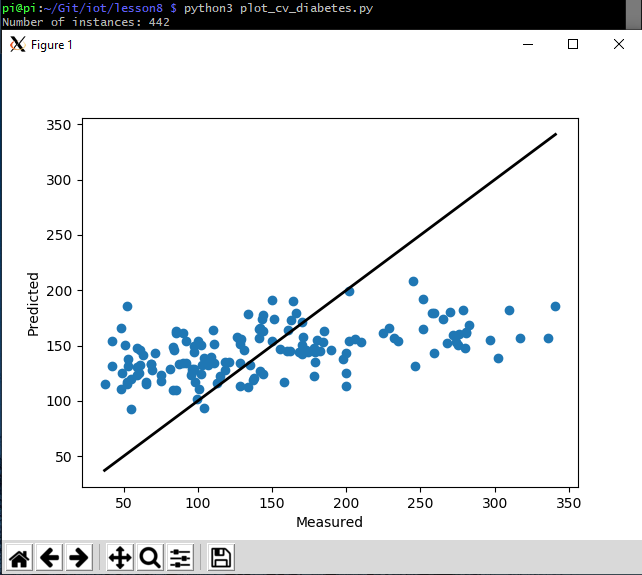 pi@pi:~/Git/iot/lesson8 $ python3 plot_cv_diabetes.py
Number of instances: 442
Figure 1
350
300
250
200
150
100
50
Predicted
50 100 150 200 250 300 350
Measured